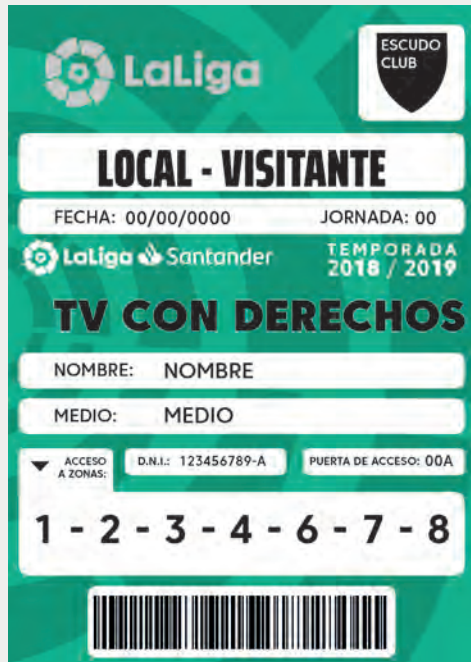 LaLiga
ESCUDO
CLUB
LOCAL - VISITANTE
FECHA: 00/00/0000 JORNADA: 00
LaLiga Santander
TEMPORADA
2018 / 2019
TV CON DERECHOS
NOMBRE: NOMBRE
MEDIO: MEDIO
ACCESO
A ZONAS:
D.N.I.: 123456789-A
PUERTA DE ACCESO: 00A
1 - 2 - 3 - 4 - 6 - 7 - 8